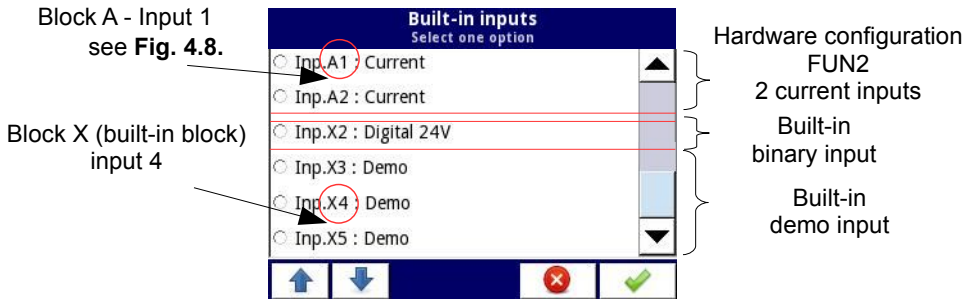 Block A - Input 1
see Fig. 4.8.
Block X (built-in block)
input 4
Built-in inputs
Select one option
Inp.A1 : Current
Inp.A2 : Current
Inp.X2 : Digital 24V
Inp.X3 : Demo
Inp.X4 : Demo
Inp.X5 : Demo
Hardware configuration
FUN2
2 current inputs
Built-in
binary input
Built-in
demo input